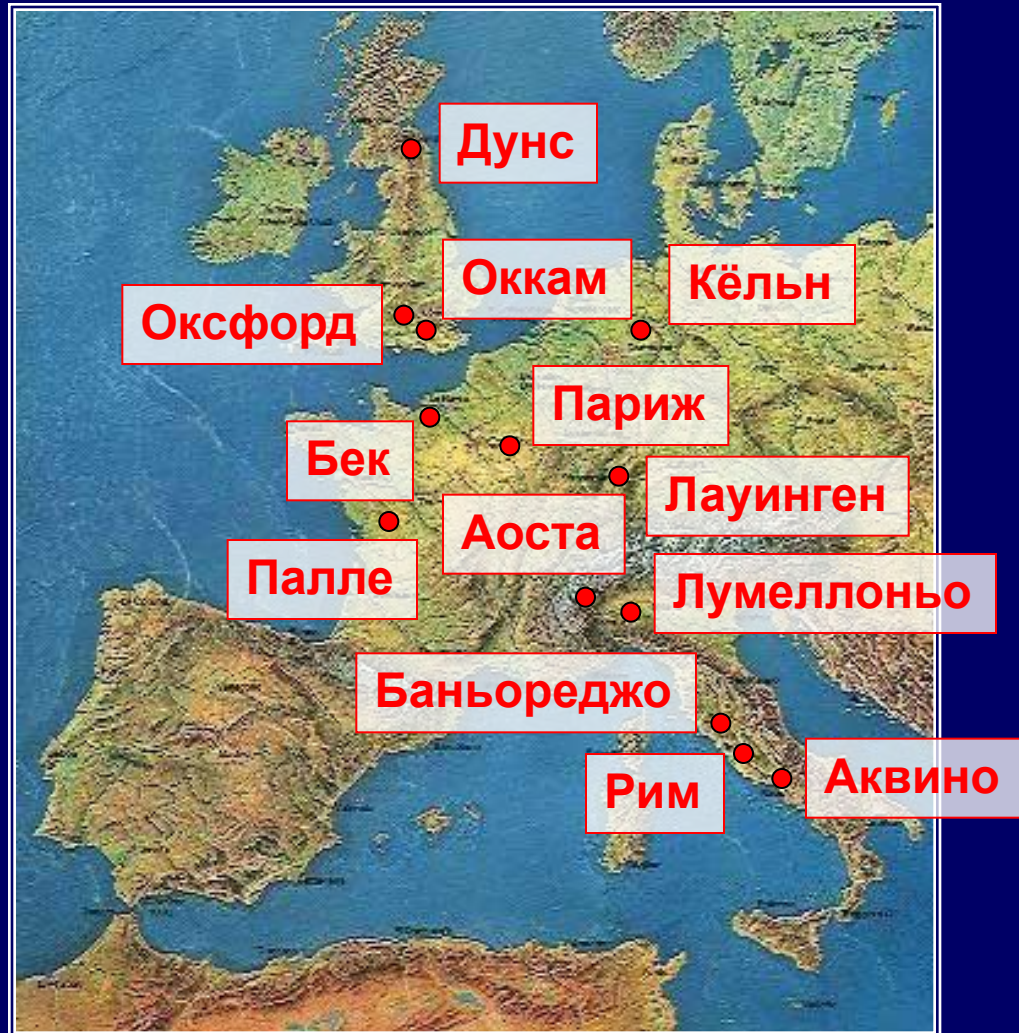 Дунс
Оккам
Кёльн
Оксфорд
Париж
Бек
Лауинген
Аоста
Палле
Лумеллоньо
Баньореджо
Рим
Аквино